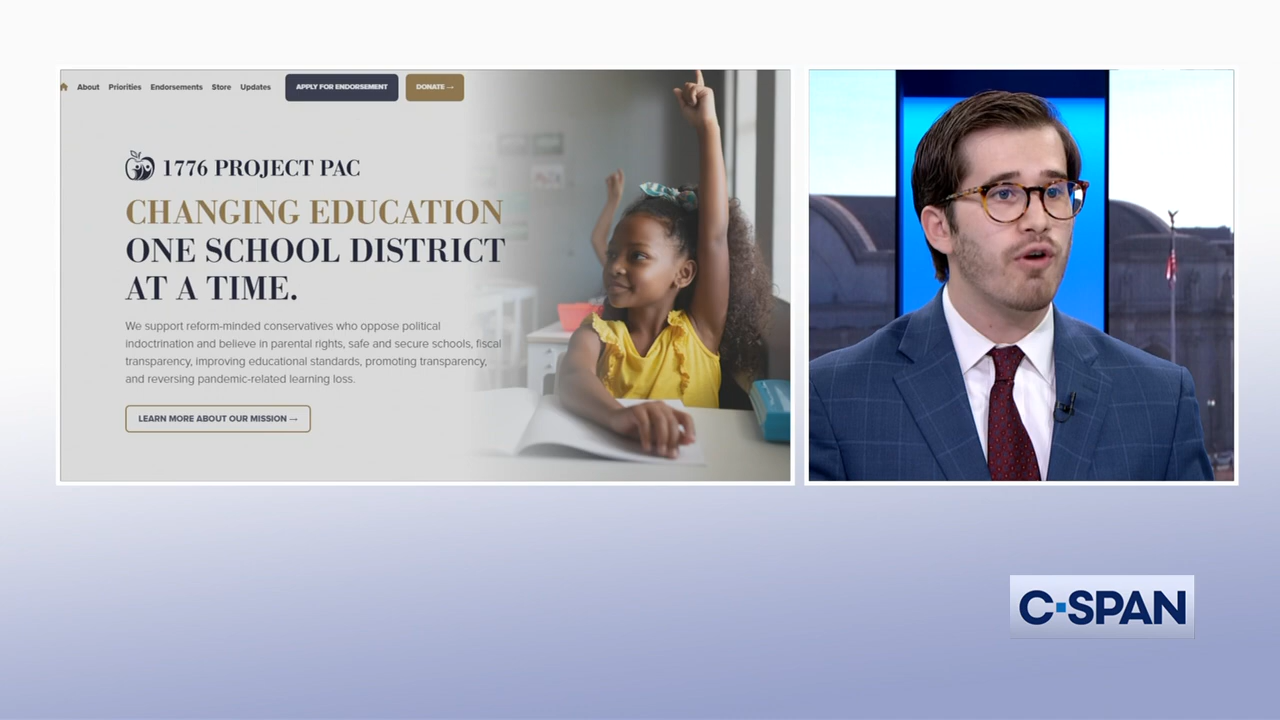 About Priorities Endorsements Store Updates APPLY FOR ENDORSEMENT DONATE →
1776 PROJECT PAC
CHANGING EDUCATION
ONE SCHOOL DISTRICT
AT A TIME.
We support reform-minded conservatives who oppose political
indoctrination and believe in parental rights, safe and secure schools, fiscal
transparency, improving educational standards, promoting transparency,
and reversing pandemic-related learning loss.
LEARN MORE ABOUT OUR MISSION →
C·SPAN